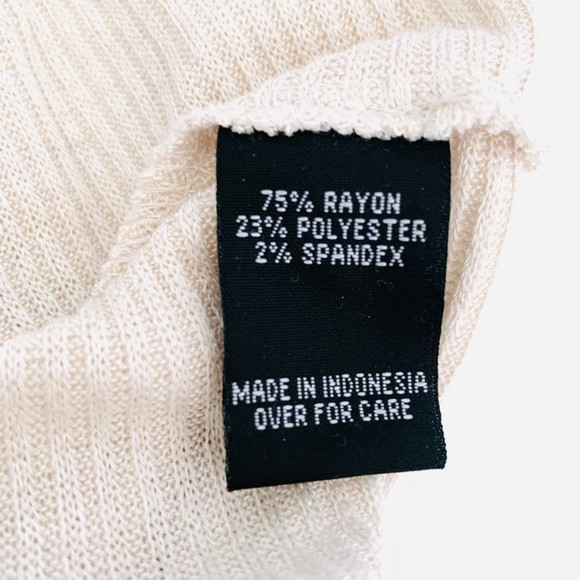 75% RAYON
23% POLYESTER
2% SPANDEX
MADE IN INDONESIA
OVER FOR CARE